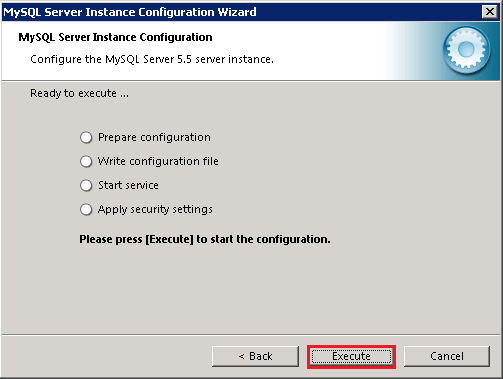 MySQL Server Instance Configuration Wizard
MySQL Server Instance Configuration
Configure the MySQL Server 5.5 server instance.
Ready to execute ...
Prepare configuration
Write configuration file
Start service
Apply security settings
Please press [Execute] to start the configuration.
< Back
Execute
Cancel